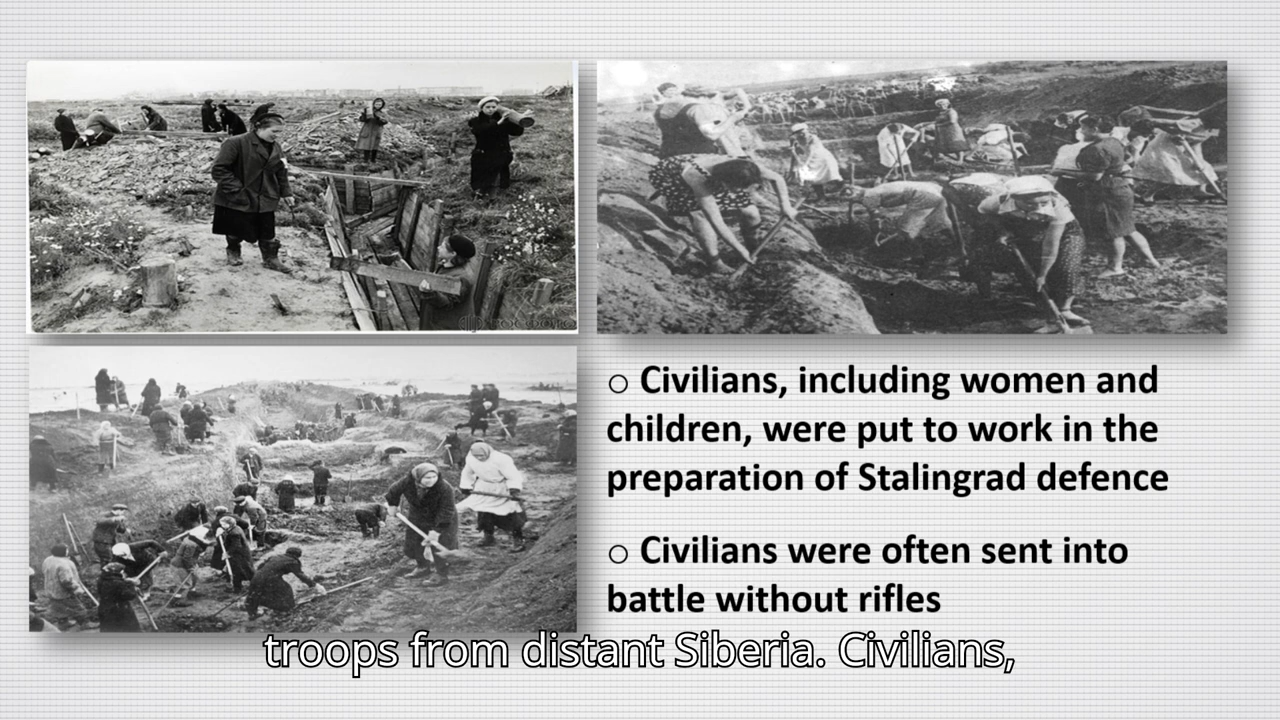 ○ Civilians, including women and
children, were put to work in the
preparation of Stalingrad defence
○ Civilians were often sent into
battle without rifles
troops from distant Siberia. Civilians,